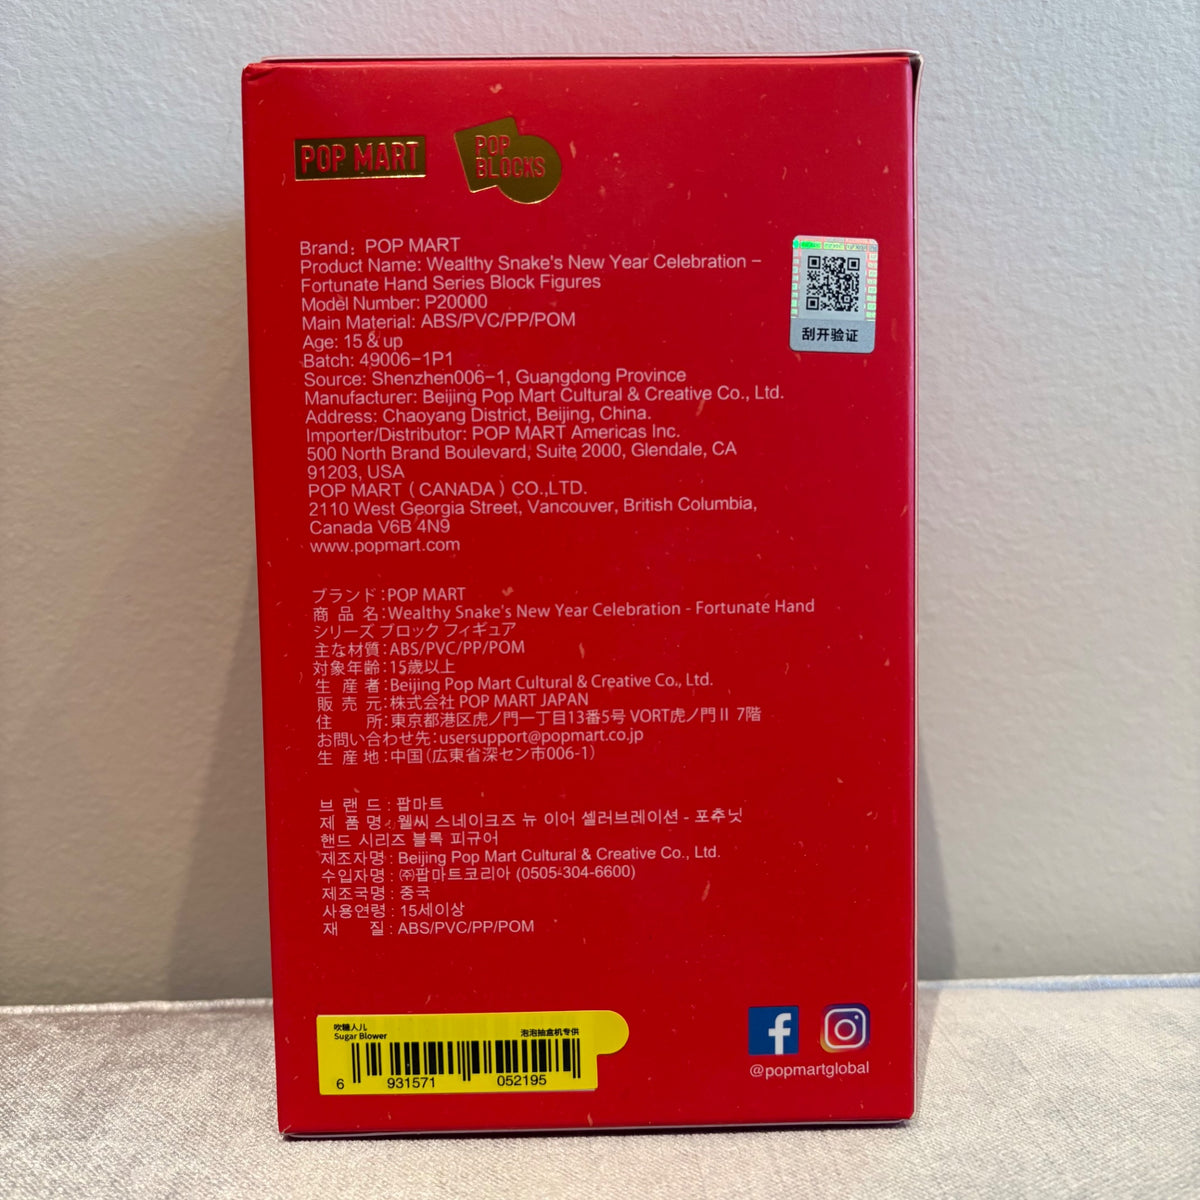 POP MART
POP
BLOCKS
Brand: POP MART
Product Name: Wealthy Snake's New Year Celebration –
Fortunate Hand Series Block Figures
Model Number: P20000
Main Material: ABS/PVC/PP/POM
Age: 15 & up
Batch: 49006-1P1
Source: Shenzhen006-1, Guangdong Province
Manufacturer: Beijing Pop Mart Cultural & Creative Co., Ltd.
Address: Chaoyang District, Beijing, China.
Importer/Distributor: POP MART Americas Inc.
500 North Brand Boulevard, Suite 2000, Glendale, CA
91203, USA
POP MART ( CANADA ) CO.,LTD.
2110 West Georgia Street, Vancouver, British Columbia,
Canada V6B 4N9
www.popmart.com
刮开验证
ブランド:POP MART
商 品 名:Wealthy Snake's New Year Celebration - Fortunate Hand
シリーズ ブロック フィギュア
主な材質:ABS/PVC/PP/POM
対象年齢:15歳以上
生 産 者:Beijing Pop Mart Cultural & Creative Co., Ltd.
販 売 元:株式会社 POP MART JAPAN
住 所:東京都港区虎ノ門一丁目13番5号 VORT虎ノ門Ⅱ 7階
お問い合わせ先:usersupport@popmart.co.jp
生 産 地:中国(広東省深セン市006-1)
브 랜 드 : 팝마트
제 품 명 : 웰씨 스네이크즈 뉴 이어 셀러브레이션 - 포추닛
핸드 시리즈 블록 피규어
제조자명 : Beijing Pop Mart Cultural & Creative Co., Ltd.
수입자명 : ㈜팝마트코리아 (0505-304-6600)
제조국명 : 중국
사용연령 : 15세이상
재 질 : ABS/PVC/PP/POM
吹糖人儿
Sugar Blower
泡泡抽盒机专供
6 931571 052195
@popmartglobal